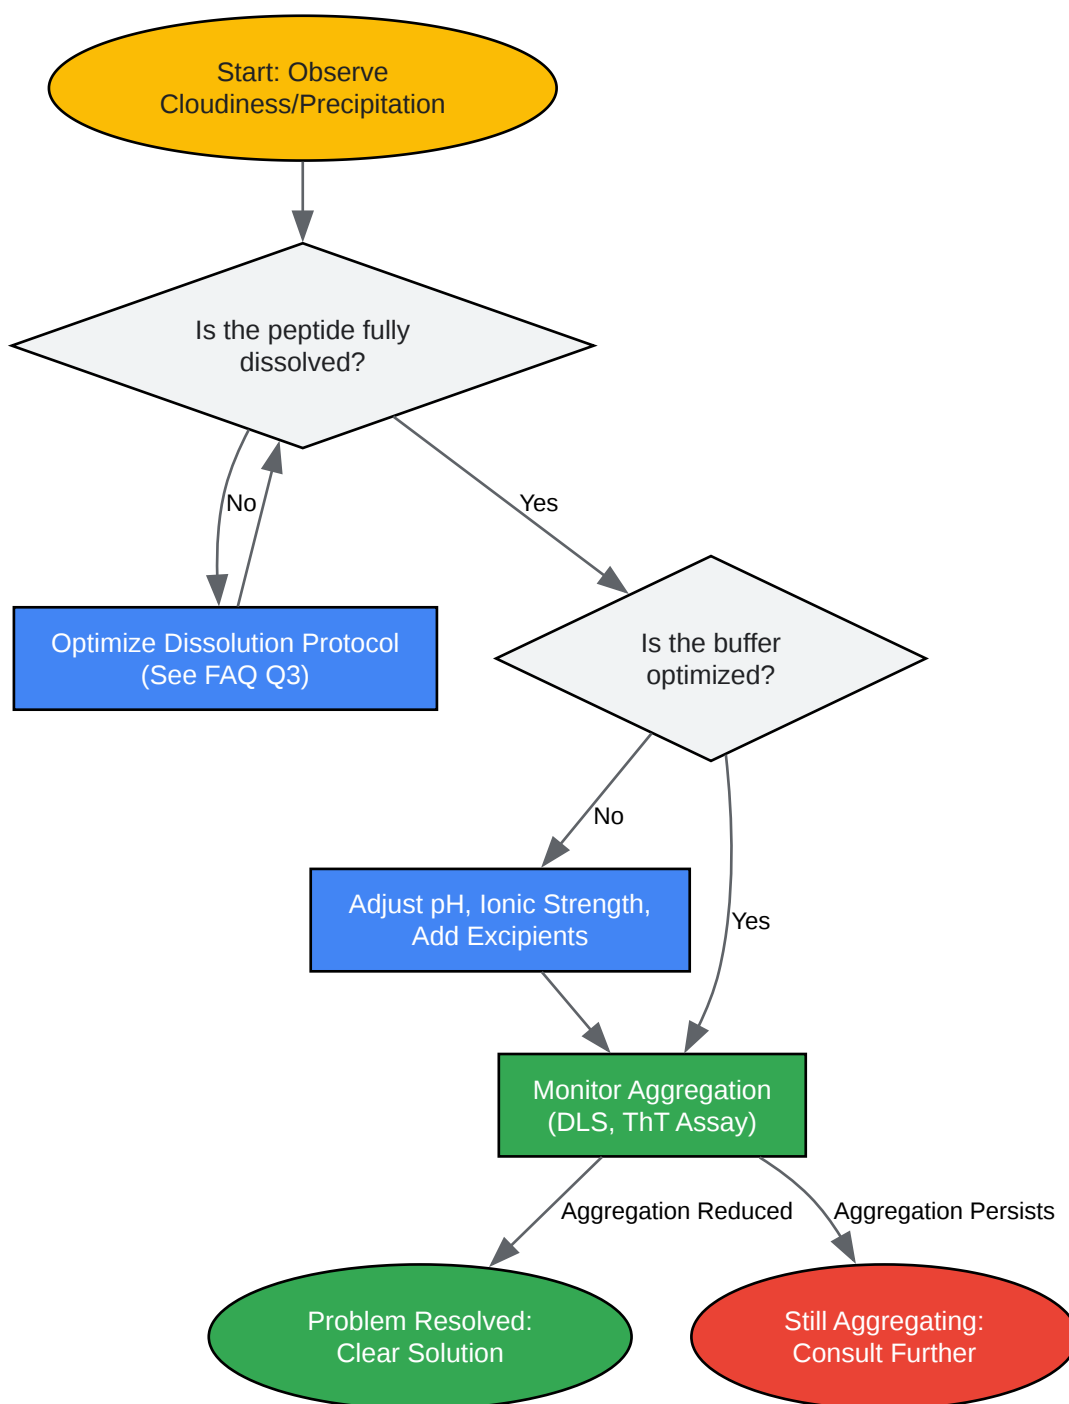 Start: Observe
Cloudiness/Precipitation
Is the peptide fully
dissolved?
No
Yes
Optimize Dissolution Protocol
(See FAQ Q3)
Is the buffer
optimized?
No
Adjust pH, Ionic Strength,
Add Excipients
Yes
Monitor Aggregation
(DLS, ThT Assay)
Aggregation Reduced
Aggregation Persists
Problem Resolved:
Clear Solution
Still Aggregating:
Consult Further